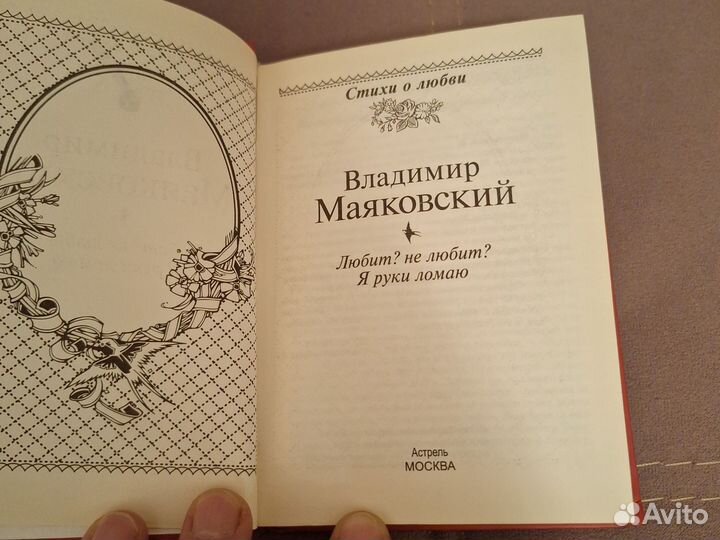 Стихи о любви
Владимир
Маяковский
Любит? не любит?
Я руки ломаю
Астрель
МОСКВА
Avito